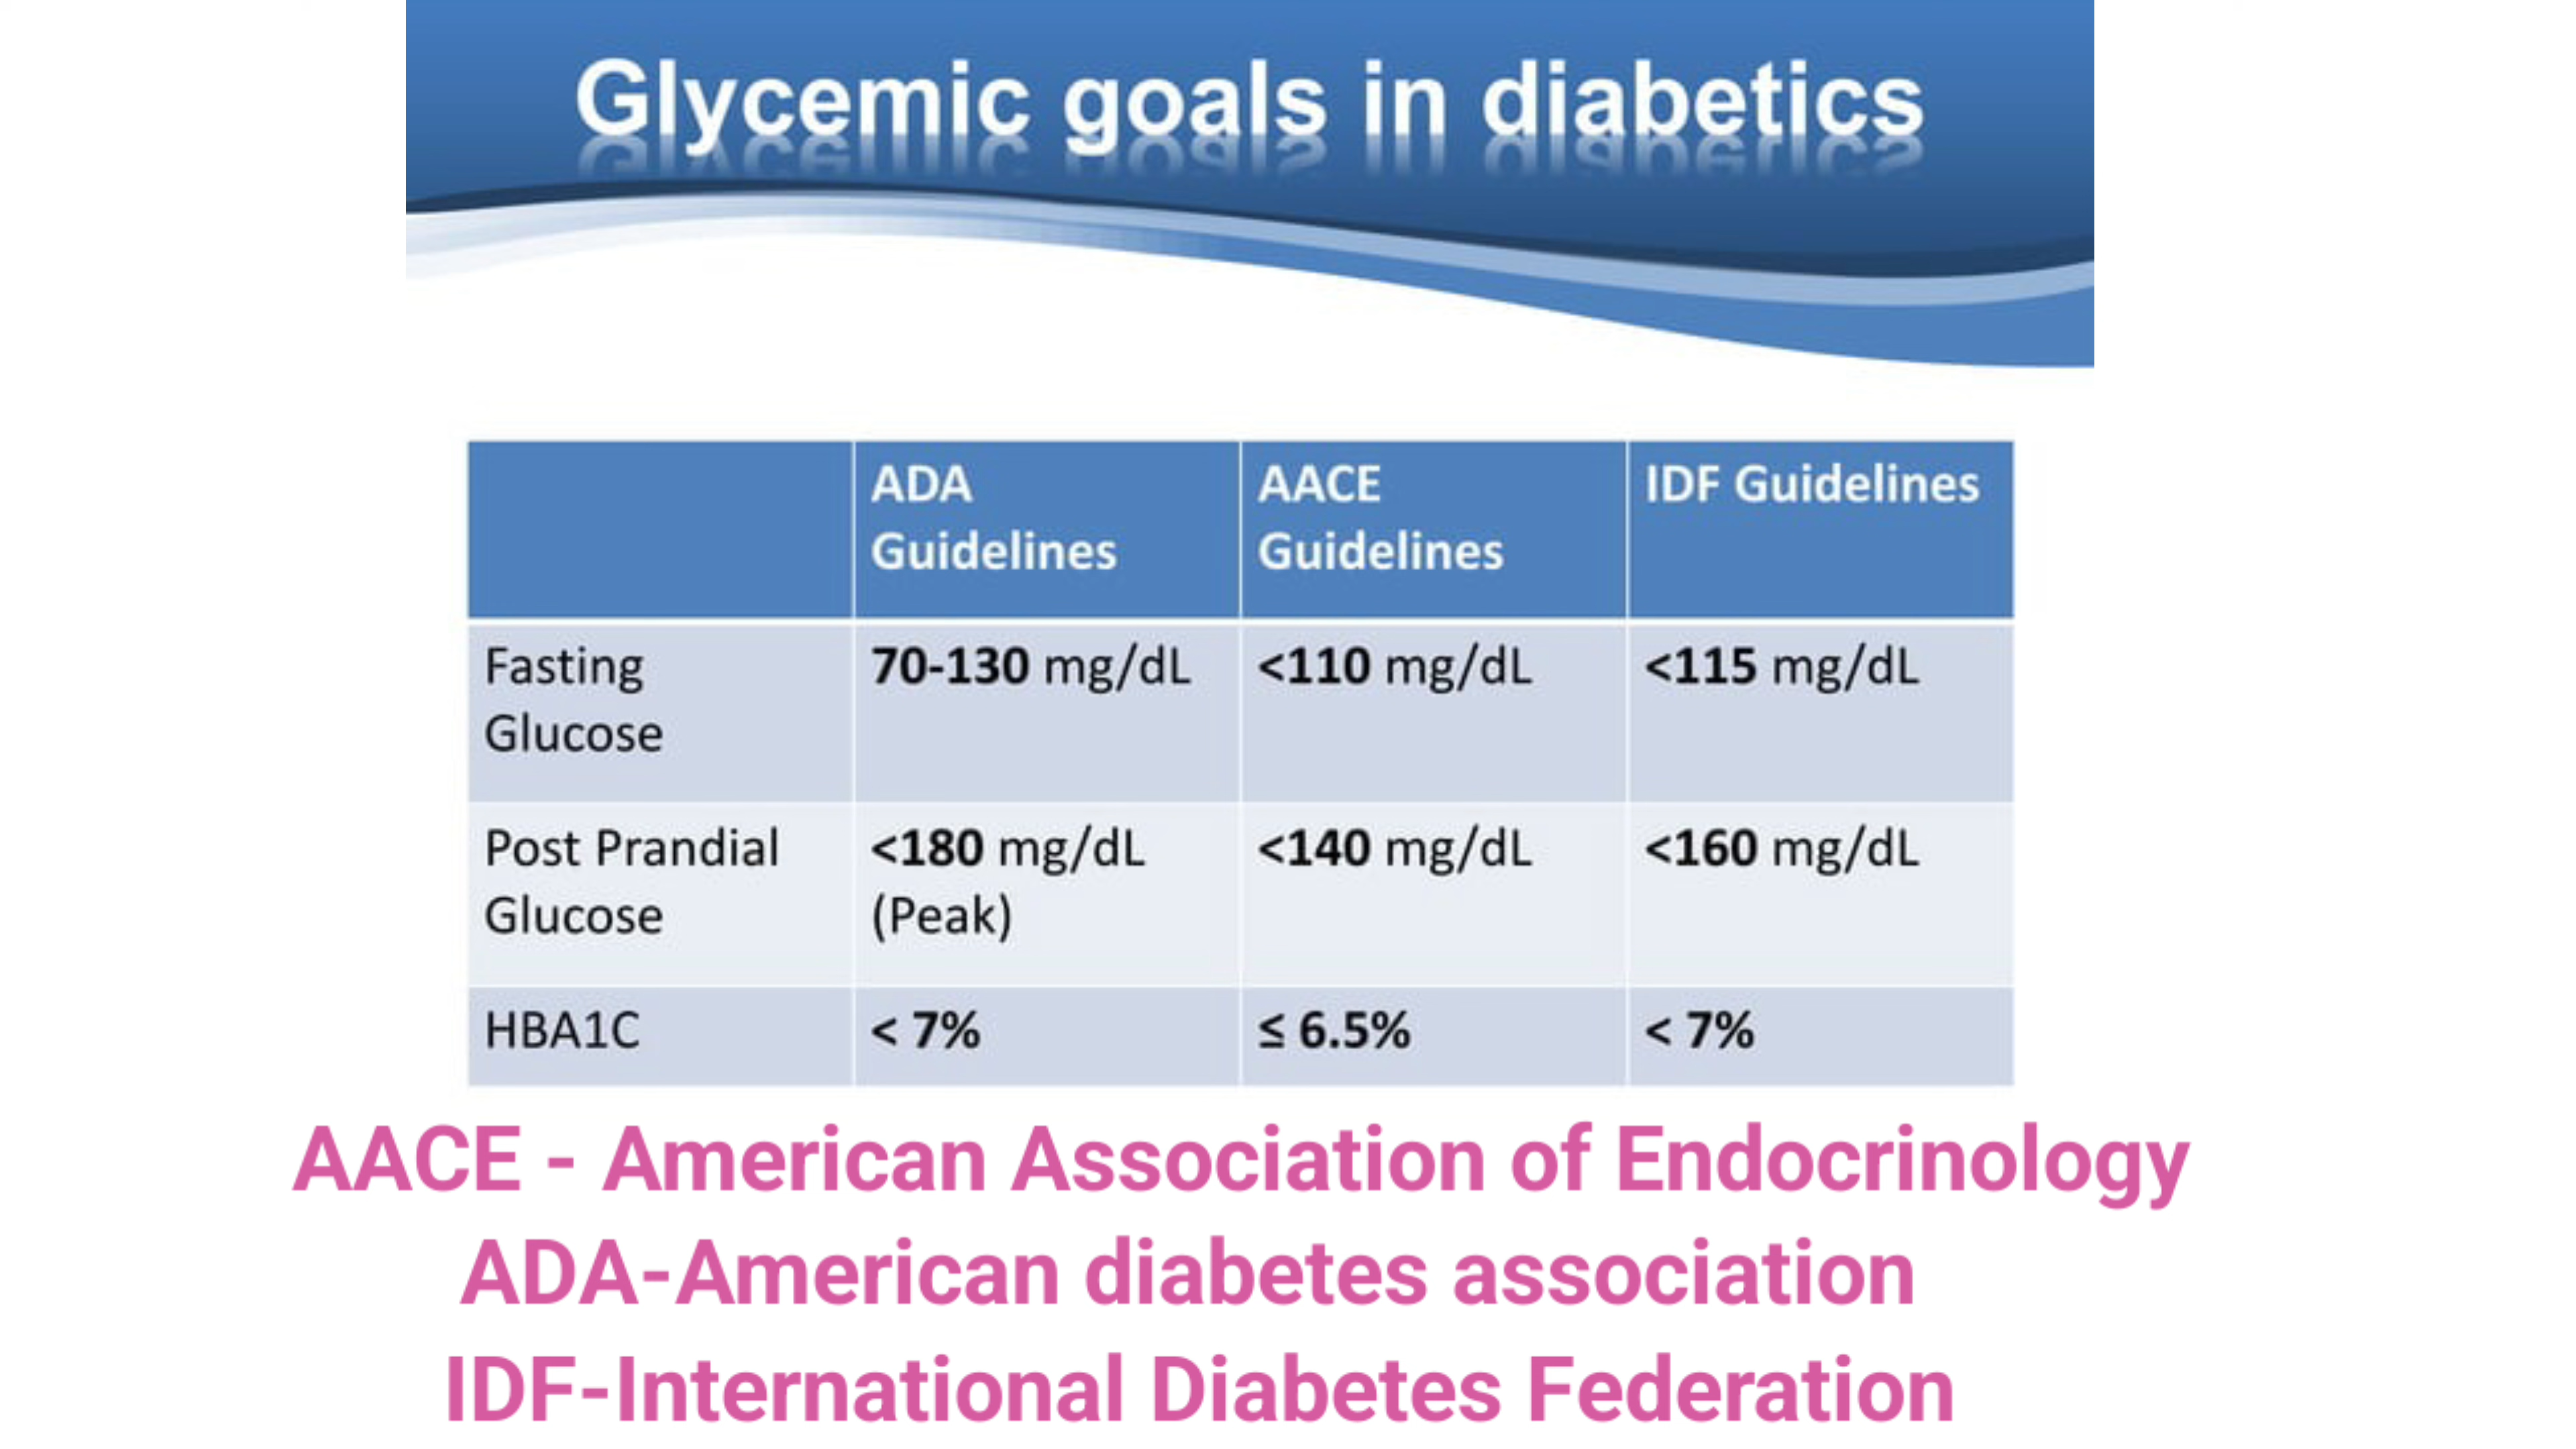 Glycemic goals in diabetics
ADA
Guidelines
AACE
Guidelines
IDF Guidelines
Fasting
Glucose
70-130 mg/dL
<110 mg/dL
<115 mg/dL
Post Prandial
Glucose
<180 mg/dL
(Peak)
<140 mg/dL
<160 mg/dL
HBA1C
< 7%
≤ 6.5%
< 7%
AACE - American Association of Endocrinology
ADA-American diabetes association
IDF-International Diabetes Federation